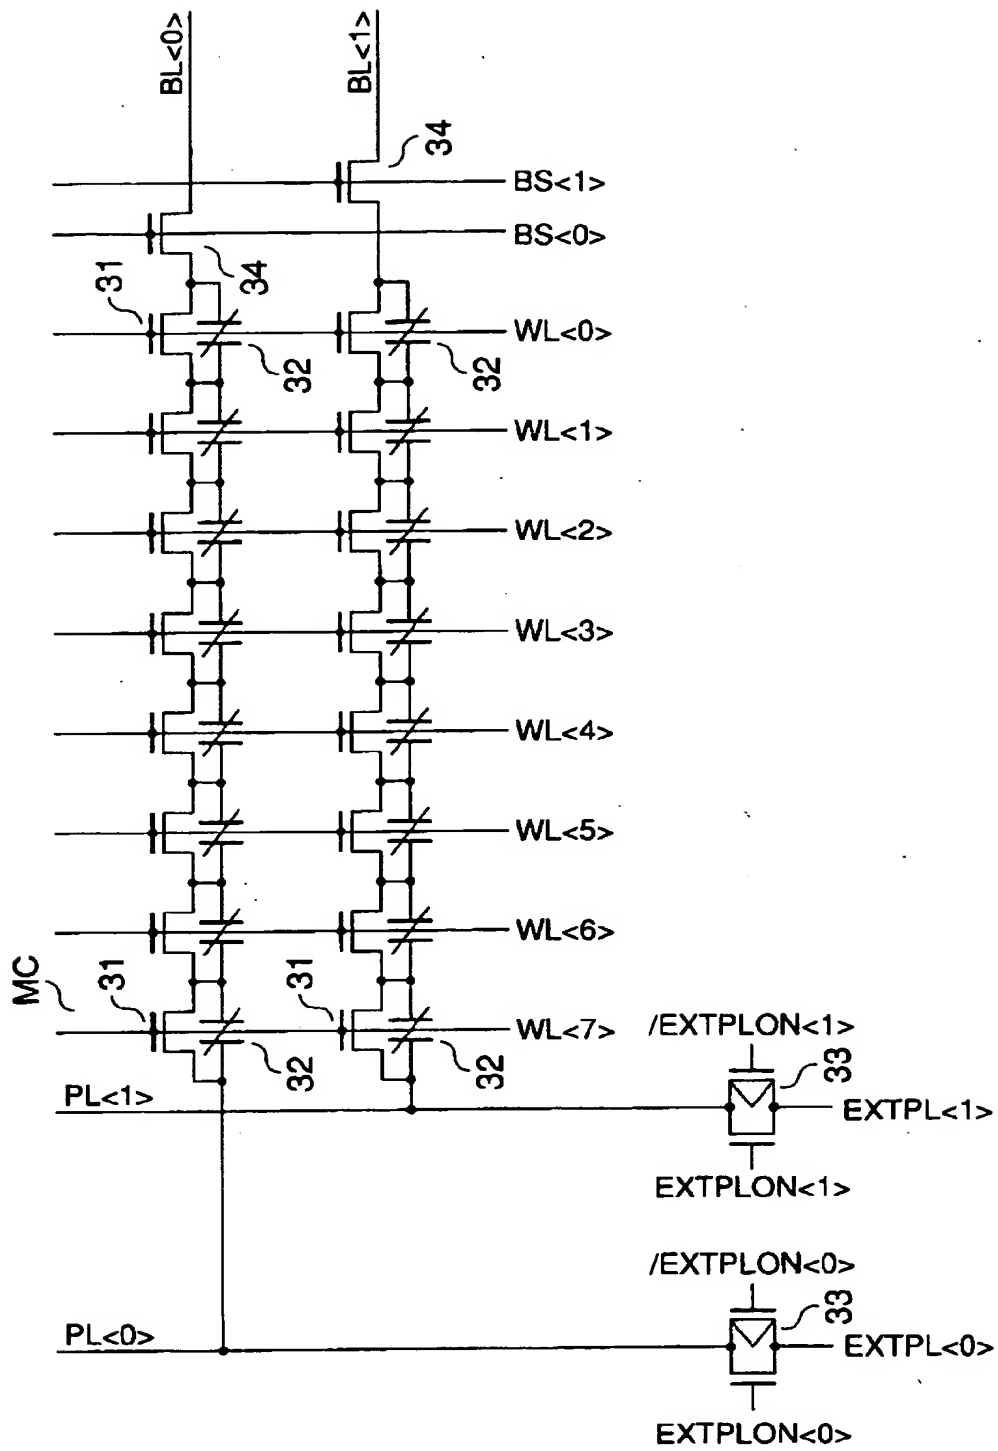 BL<0>
BL<1>
34
BS<1>
BS<0>
31
34
WL<0>
32
32
WL<1>
WL<2>
WL<3>
WL<4>
WL<5>
WL<6>
MC
31
31
WL<7>
32
32
/EXTPLON<1>
33
PL<1>
EXTPL<1>
EXTPLON<1>
/EXTPLON<0>
33
PL<0>
EXTPL<0>
EXTPLON<0>